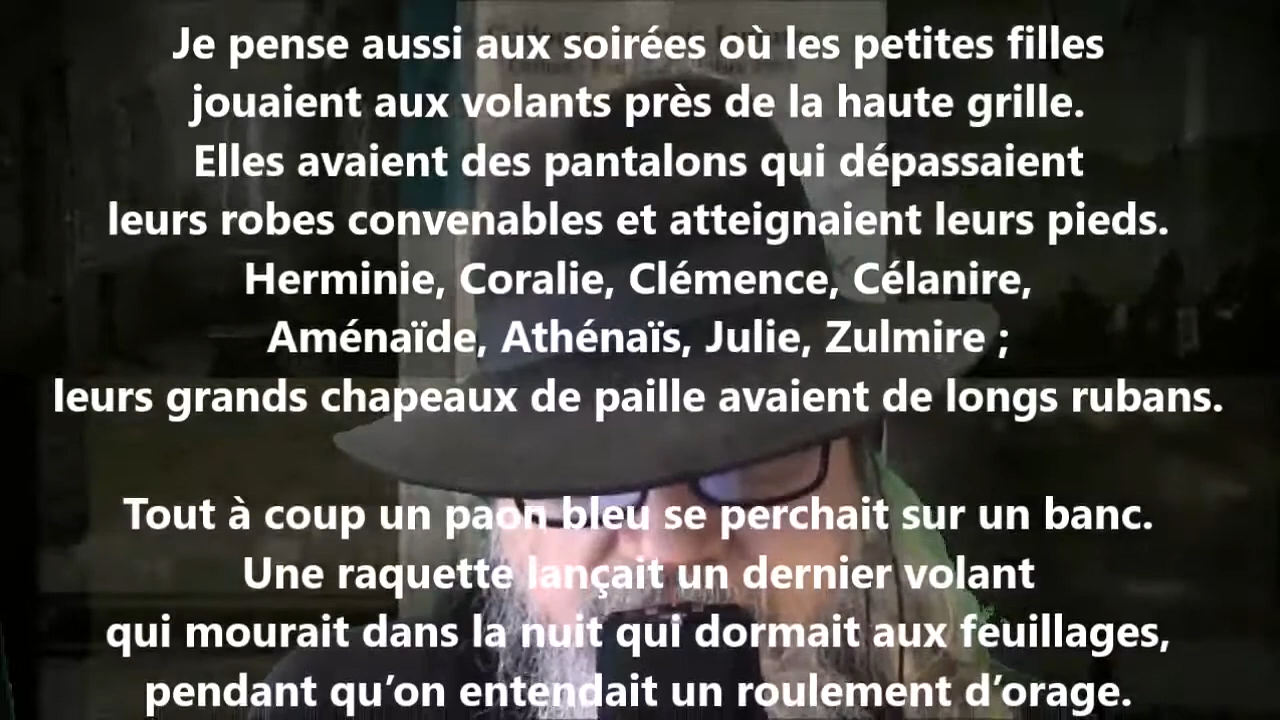 Je pense aussi aux soirées où les petites filles
jouaient aux volants près de la haute grille.
Elles avaient des pantalons qui dépassaient
leurs robes convenables et atteignaient leurs pieds.
Herminie, Coralie, Clémence, Célanire,
Aménaïde, Athénaïs, Julie, Zulmire ;
leurs grands chapeaux de paille avaient de longs rubans.
Tout à coup un paon bleu se perchait sur un banc.
Une raquette lançait un dernier volant
qui mourait dans la nuit qui dormait aux feuillages,
pendant qu’on entendait un roulement d’orage.